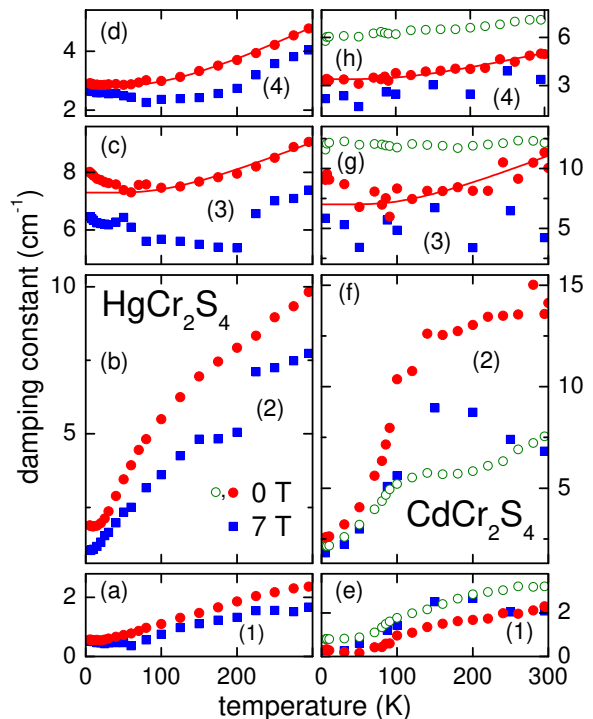 damping constant (cm⁻¹)
(d)
(4)
4
2
(h)
(4)
6
3
(c)
(3)
8
6
(g)
(3)
10
5
HgCr₂S₄
(b)
(2)
10
5
○,● 0 T
■ 7 T
(f)
(2)
CdCr₂S₄
15
10
5
(a)
(1)
2
0
(e)
(1)
2
0
0 100 200 0 100 200 300
temperature (K)